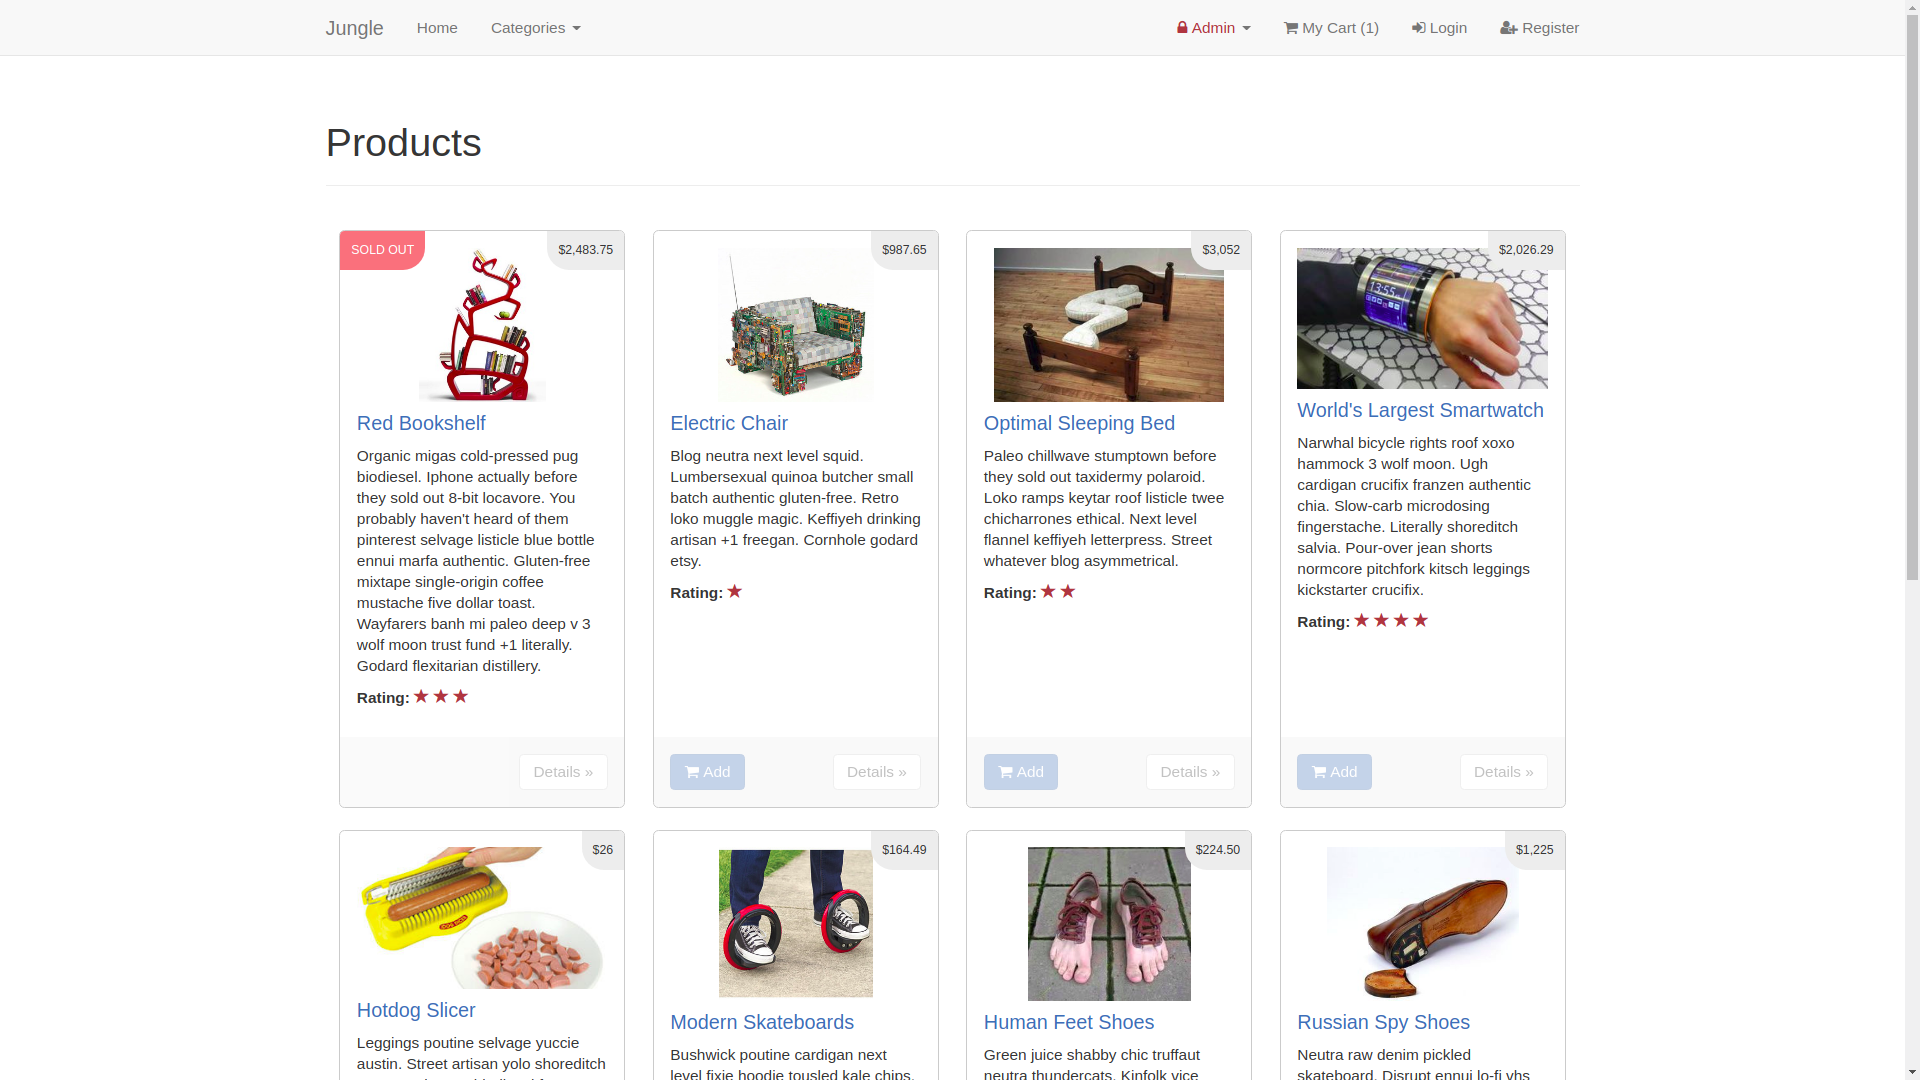 Jungle Home Categories Admin My Cart (1) Login Register
Products
SOLD OUT $2,483.75
Red Bookshelf
Organic migas cold-pressed pug
biodiesel. Iphone actually before
they sold out 8-bit locavore. You
probably haven't heard of them
pinterest selvage listicle blue bottle
ennui marfa authentic. Gluten-free
mixtape single-origin coffee
mustache five dollar toast.
Wayfarers banh mi paleo deep v 3
wolf moon trust fund +1 literally.
Godard flexitarian distillery.
Rating: ★ ★ ★
Details »
$987.65
Electric Chair
Blog neutra next level squid.
Lumbersexual quinoa butcher small
batch authentic gluten-free. Retro
loko muggle magic. Keffiyeh drinking
artisan +1 freegan. Cornhole godard
etsy.
Rating: ★
Add Details »
$3,052
Optimal Sleeping Bed
Paleo chillwave stumptown before
they sold out taxidermy polaroid.
Loko ramps keytar roof listicle twee
chicharrones ethical. Next level
flannel keffiyeh letterpress. Street
whatever blog asymmetrical.
Rating: ★ ★
Add Details »
$2,026.29
13:55
World's Largest Smartwatch
Narwhal bicycle rights roof xoxo
hammock 3 wolf moon. Ugh
cardigan crucifix franzen authentic
chia. Slow-carb microdosing
fingerstache. Literally shoreditch
salvia. Pour-over jean shorts
normcore pitchfork kitsch leggings
kickstarter crucifix.
Rating: ★ ★ ★ ★
Add Details »
$26
Hotdog Slicer
Leggings poutine selvage yuccie
austin. Street artisan yolo shoreditch
$164.49
Modern Skateboards
Bushwick poutine cardigan next
level fixie hoodie tousled kale chips.
$224.50
Human Feet Shoes
Green juice shabby chic truffaut
neutra thundercats. Kinfolk vice
$1,225
Russian Spy Shoes
Neutra raw denim pickled
skateboard. Disrupt ennui lo-fi vhs